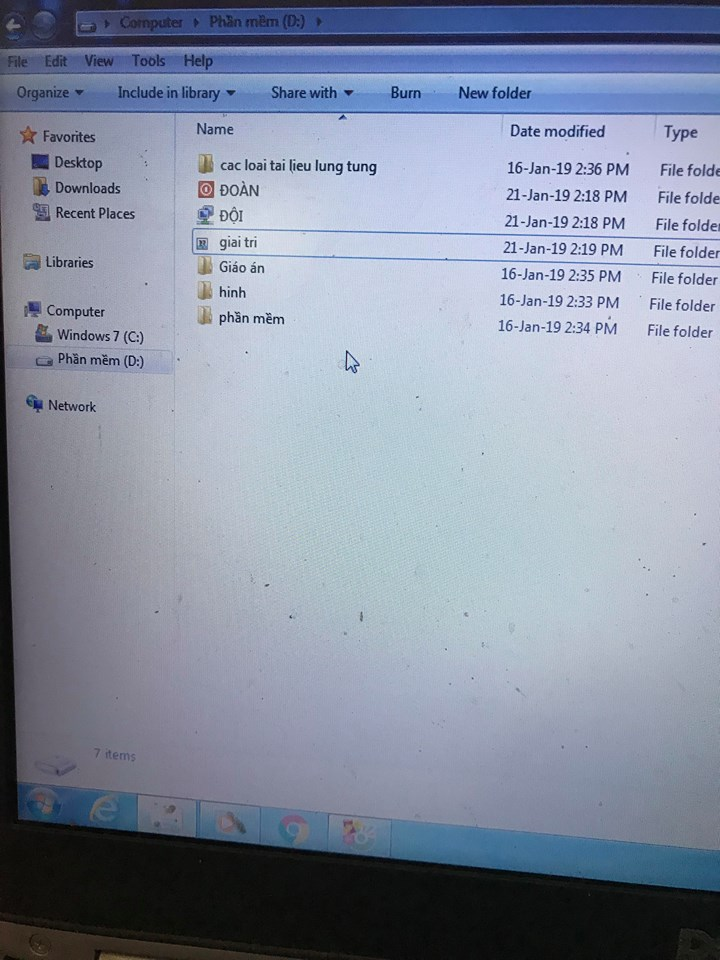 Computer Phần mềm (D:)
File Edit View Tools Help
Organize Include in library Share with Burn New folder
Name Date modified Type
Favorites
Desktop
Downloads
Recent Places
Libraries
Computer
Windows 7 (C:)
Phần mềm (D:)
Network
cac loai tai lieu lung tung 16-Jan-19 2:36 PM File folde
ĐOÀN 21-Jan-19 2:18 PM File folde
ĐỘI 21-Jan-19 2:18 PM File folder
giai tri 21-Jan-19 2:19 PM File folder
Giáo án 16-Jan-19 2:35 PM File folder
hinh 16-Jan-19 2:33 PM File folder
phần mềm 16-Jan-19 2:34 PM File folder
7 items